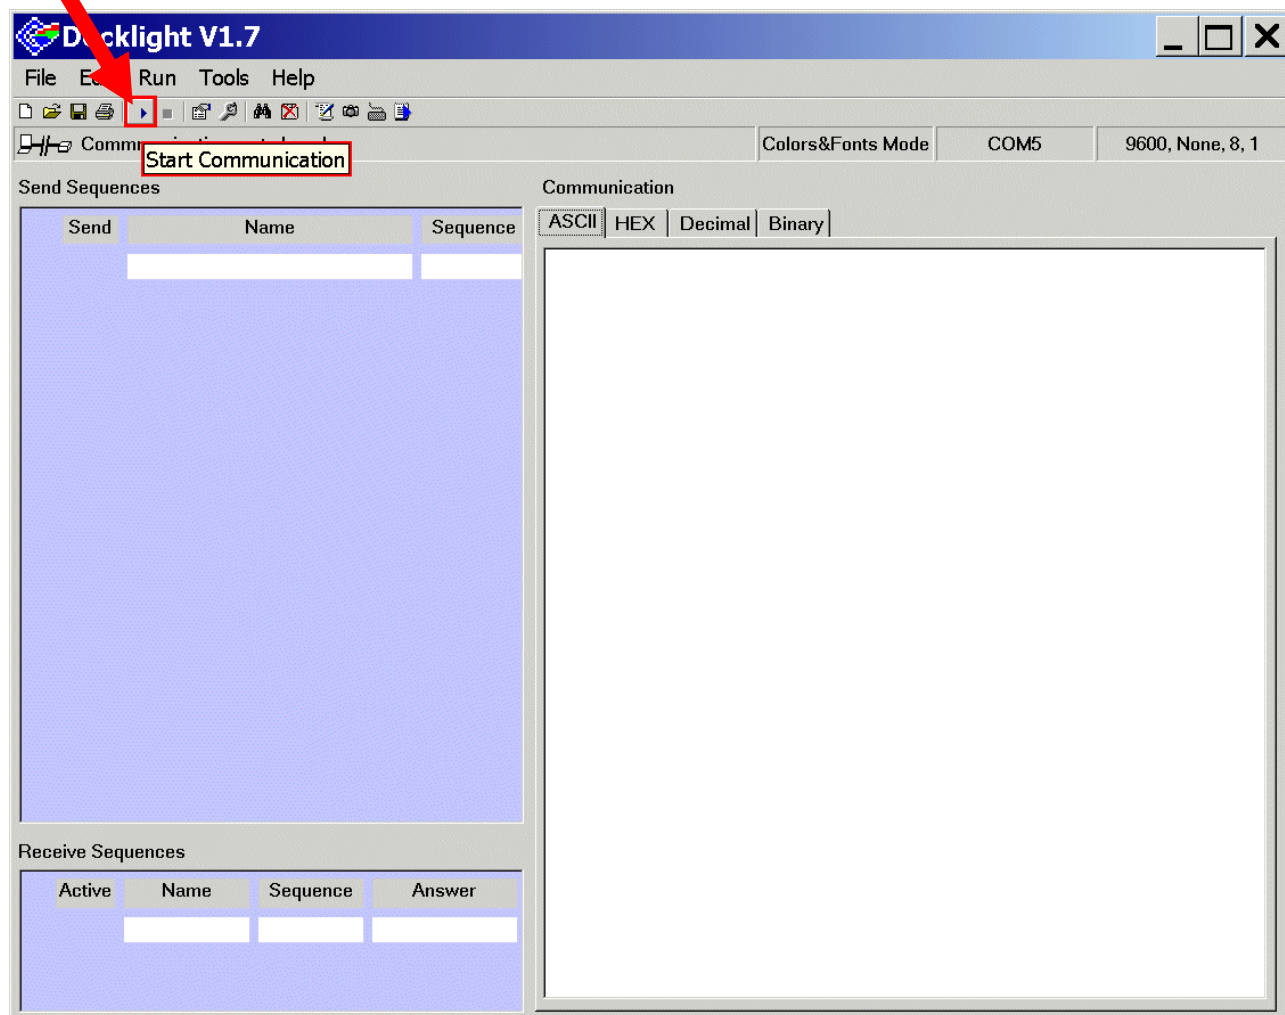 Docklight V1.7
File Edit Run Tools Help
Start Communication
Colors&Fonts Mode COM5 9600, None, 8, 1
Send Sequences
Communication
Send Name Sequence
ASCII HEX Decimal Binary
Receive Sequences
Active Name Sequence Answer